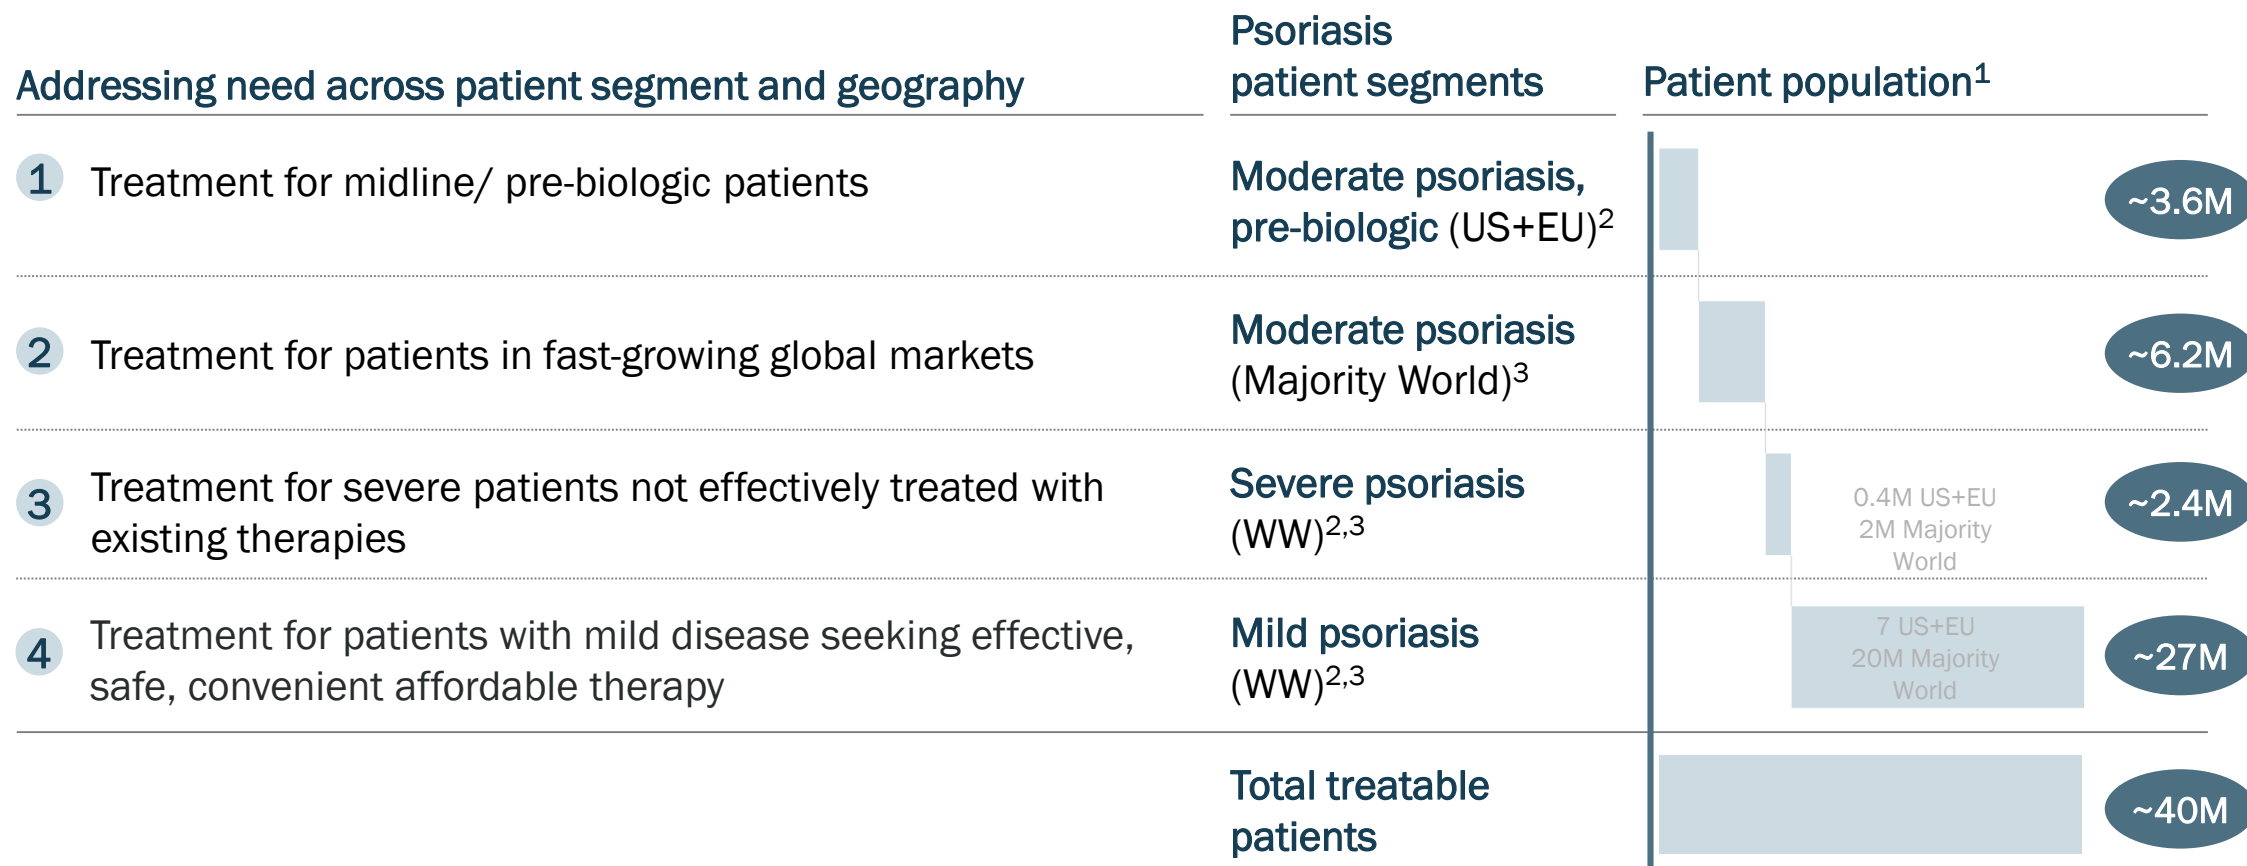 Addressing need across patient segment and geography
Psoriasis
patient segments
Patient population¹
1
Treatment for midline/ pre-biologic patients
Moderate psoriasis,
pre-biologic (US+EU)²
~3.6M
2
Treatment for patients in fast-growing global markets
Moderate psoriasis
(Majority World)³
~6.2M
3
Treatment for severe patients not effectively treated with
existing therapies
Severe psoriasis
(WW)²,³
0.4M US+EU
2M Majority
World
~2.4M
4
Treatment for patients with mild disease seeking effective,
safe, convenient affordable therapy
Mild psoriasis
(WW)²,³
7 US+EU
20M Majority
World
~27M
Total treatable
patients
~40M